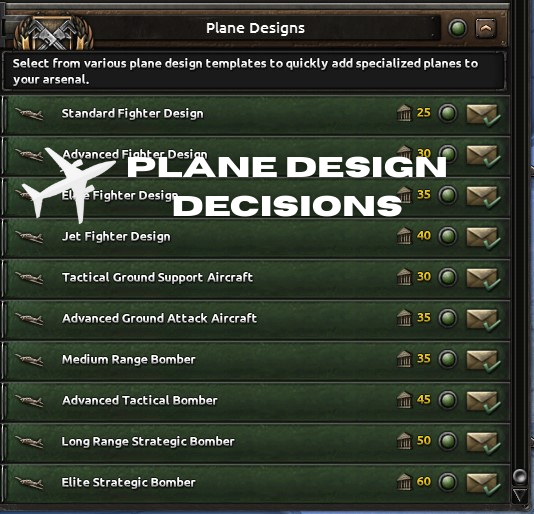 Plane Designs
Select from various plane design templates to quickly add specialized planes to
your arsenal.
Standard Fighter Design 25
Advanced Fighter Design 30
PLANE DESIGN
Elite Fighter Design 35
DECISIONS
Jet Fighter Design 40
Tactical Ground Support Aircraft 30
Advanced Ground Attack Aircraft 35
Medium Range Bomber 35
Advanced Tactical Bomber 45
Long Range Strategic Bomber 50
Elite Strategic Bomber 60